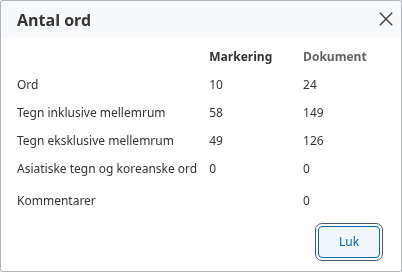 Antal ord
Markering Dokument
Ord 10 24
Tegn inklusive mellemrum 58 149
Tegn eksklusive mellemrum 49 126
Asiatiske tegn og koreanske ord 0 0
Kommentarer 0
Luk